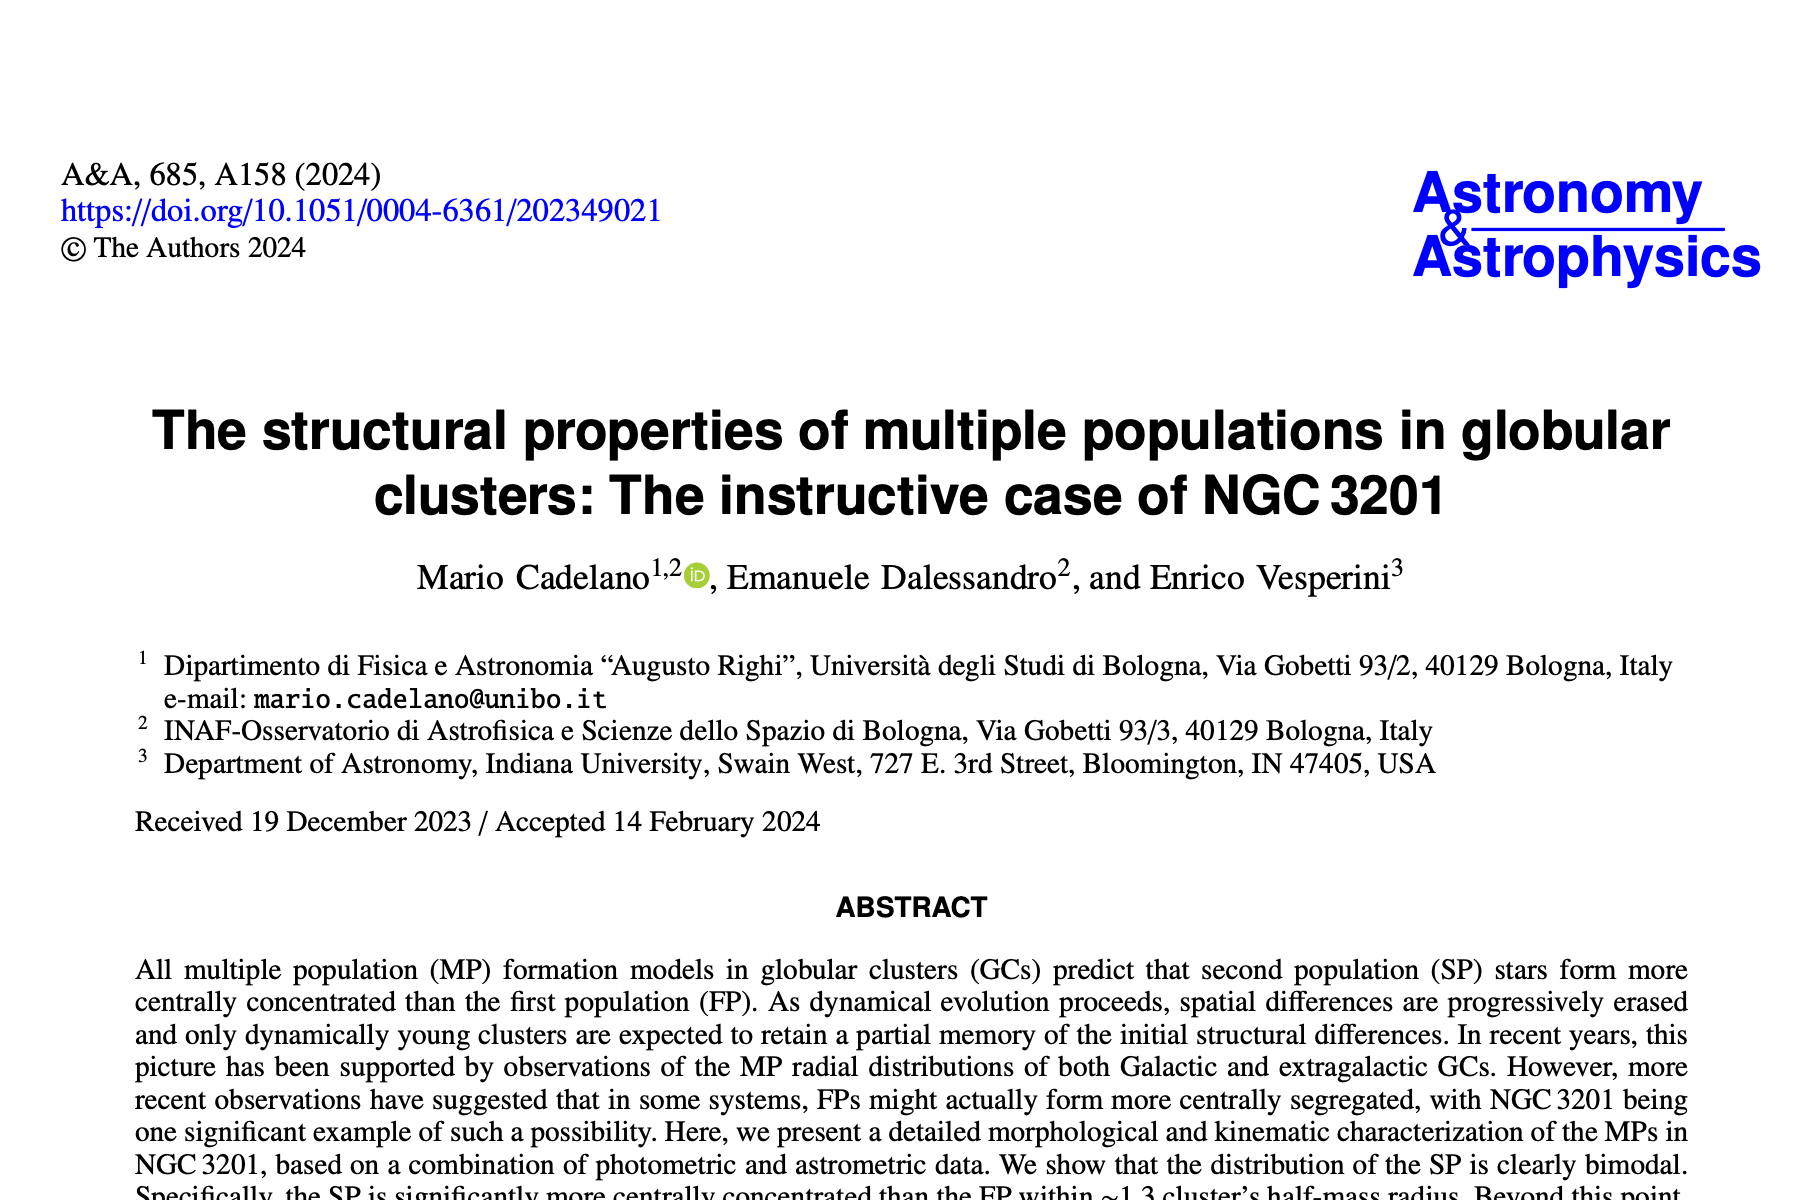 A&A, 685, A158 (2024)
https://doi.org/10.1051/0004-6361/202349021
© The Authors 2024
Astronomy
&
Astrophysics
The structural properties of multiple populations in globular
clusters: The instructive case of NGC 3201
Mario Cadelano1,2 iD, Emanuele Dalessandro2, and Enrico Vesperini3
1 Dipartimento di Fisica e Astronomia “Augusto Righi”, Università degli Studi di Bologna, Via Gobetti 93/2, 40129 Bologna, Italy
e-mail: mario.cadelano@unibo.it
2 INAF-Osservatorio di Astrofisica e Scienze dello Spazio di Bologna, Via Gobetti 93/3, 40129 Bologna, Italy
3 Department of Astronomy, Indiana University, Swain West, 727 E. 3rd Street, Bloomington, IN 47405, USA
Received 19 December 2023 / Accepted 14 February 2024
ABSTRACT
All multiple population (MP) formation models in globular clusters (GCs) predict that second population (SP) stars form more
centrally concentrated than the first population (FP). As dynamical evolution proceeds, spatial differences are progressively erased
and only dynamically young clusters are expected to retain a partial memory of the initial structural differences. In recent years, this
picture has been supported by observations of the MP radial distributions of both Galactic and extragalactic GCs. However, more
recent observations have suggested that in some systems, FPs might actually form more centrally segregated, with NGC 3201 being
one significant example of such a possibility. Here, we present a detailed morphological and kinematic characterization of the MPs in
NGC 3201, based on a combination of photometric and astrometric data. We show that the distribution of the SP is clearly bimodal.
Specifically, the SP is significantly more centrally concentrated than the FP within ~1.3 cluster’s half-mass radius. Beyond this point,